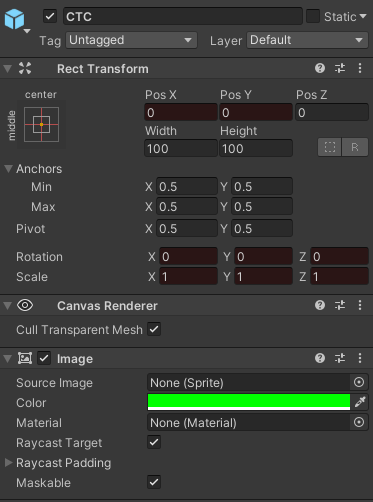 CTC Static
Tag Untagged Layer Default
Rect Transform
center
middle
Pos X Pos Y Pos Z
0 0 0
Width Height
100 100 R
Anchors
Min X 0.5 Y 0.5
Max X 0.5 Y 0.5
Pivot X 0.5 Y 0.5
Rotation X 0 Y 0 Z 0
Scale X 1 Y 1 Z 1
Canvas Renderer
Cull Transparent Mesh
Image
Source Image None (Sprite)
Color
Material None (Material)
Raycast Target
Raycast Padding
Maskable